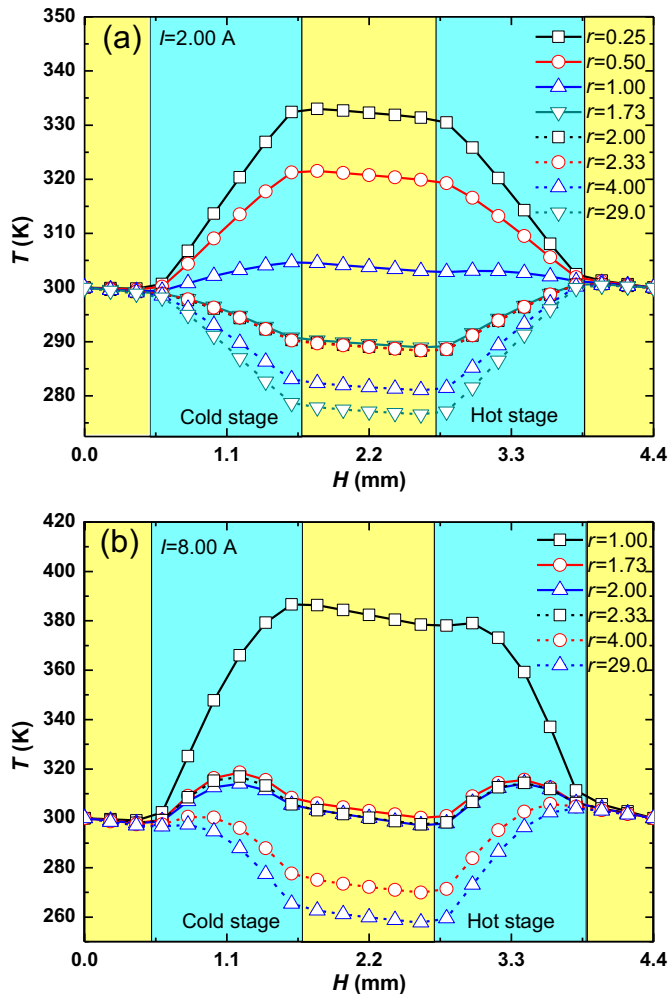 (a)
I=2.00 A
r=0.25
r=0.50
r=1.00
r=1.73
r=2.00
r=2.33
r=4.00
r=29.0
350
340
330
320
310
300
290
280
T (K)
Cold stage
Hot stage
0.0 1.1 2.2 3.3 4.4
H (mm)
(b)
I=8.00 A
r=1.00
r=1.73
r=2.00
r=2.33
r=4.00
r=29.0
420
400
380
360
340
320
300
280
260
T (K)
Cold stage
Hot stage
0.0 1.1 2.2 3.3 4.4
H (mm)